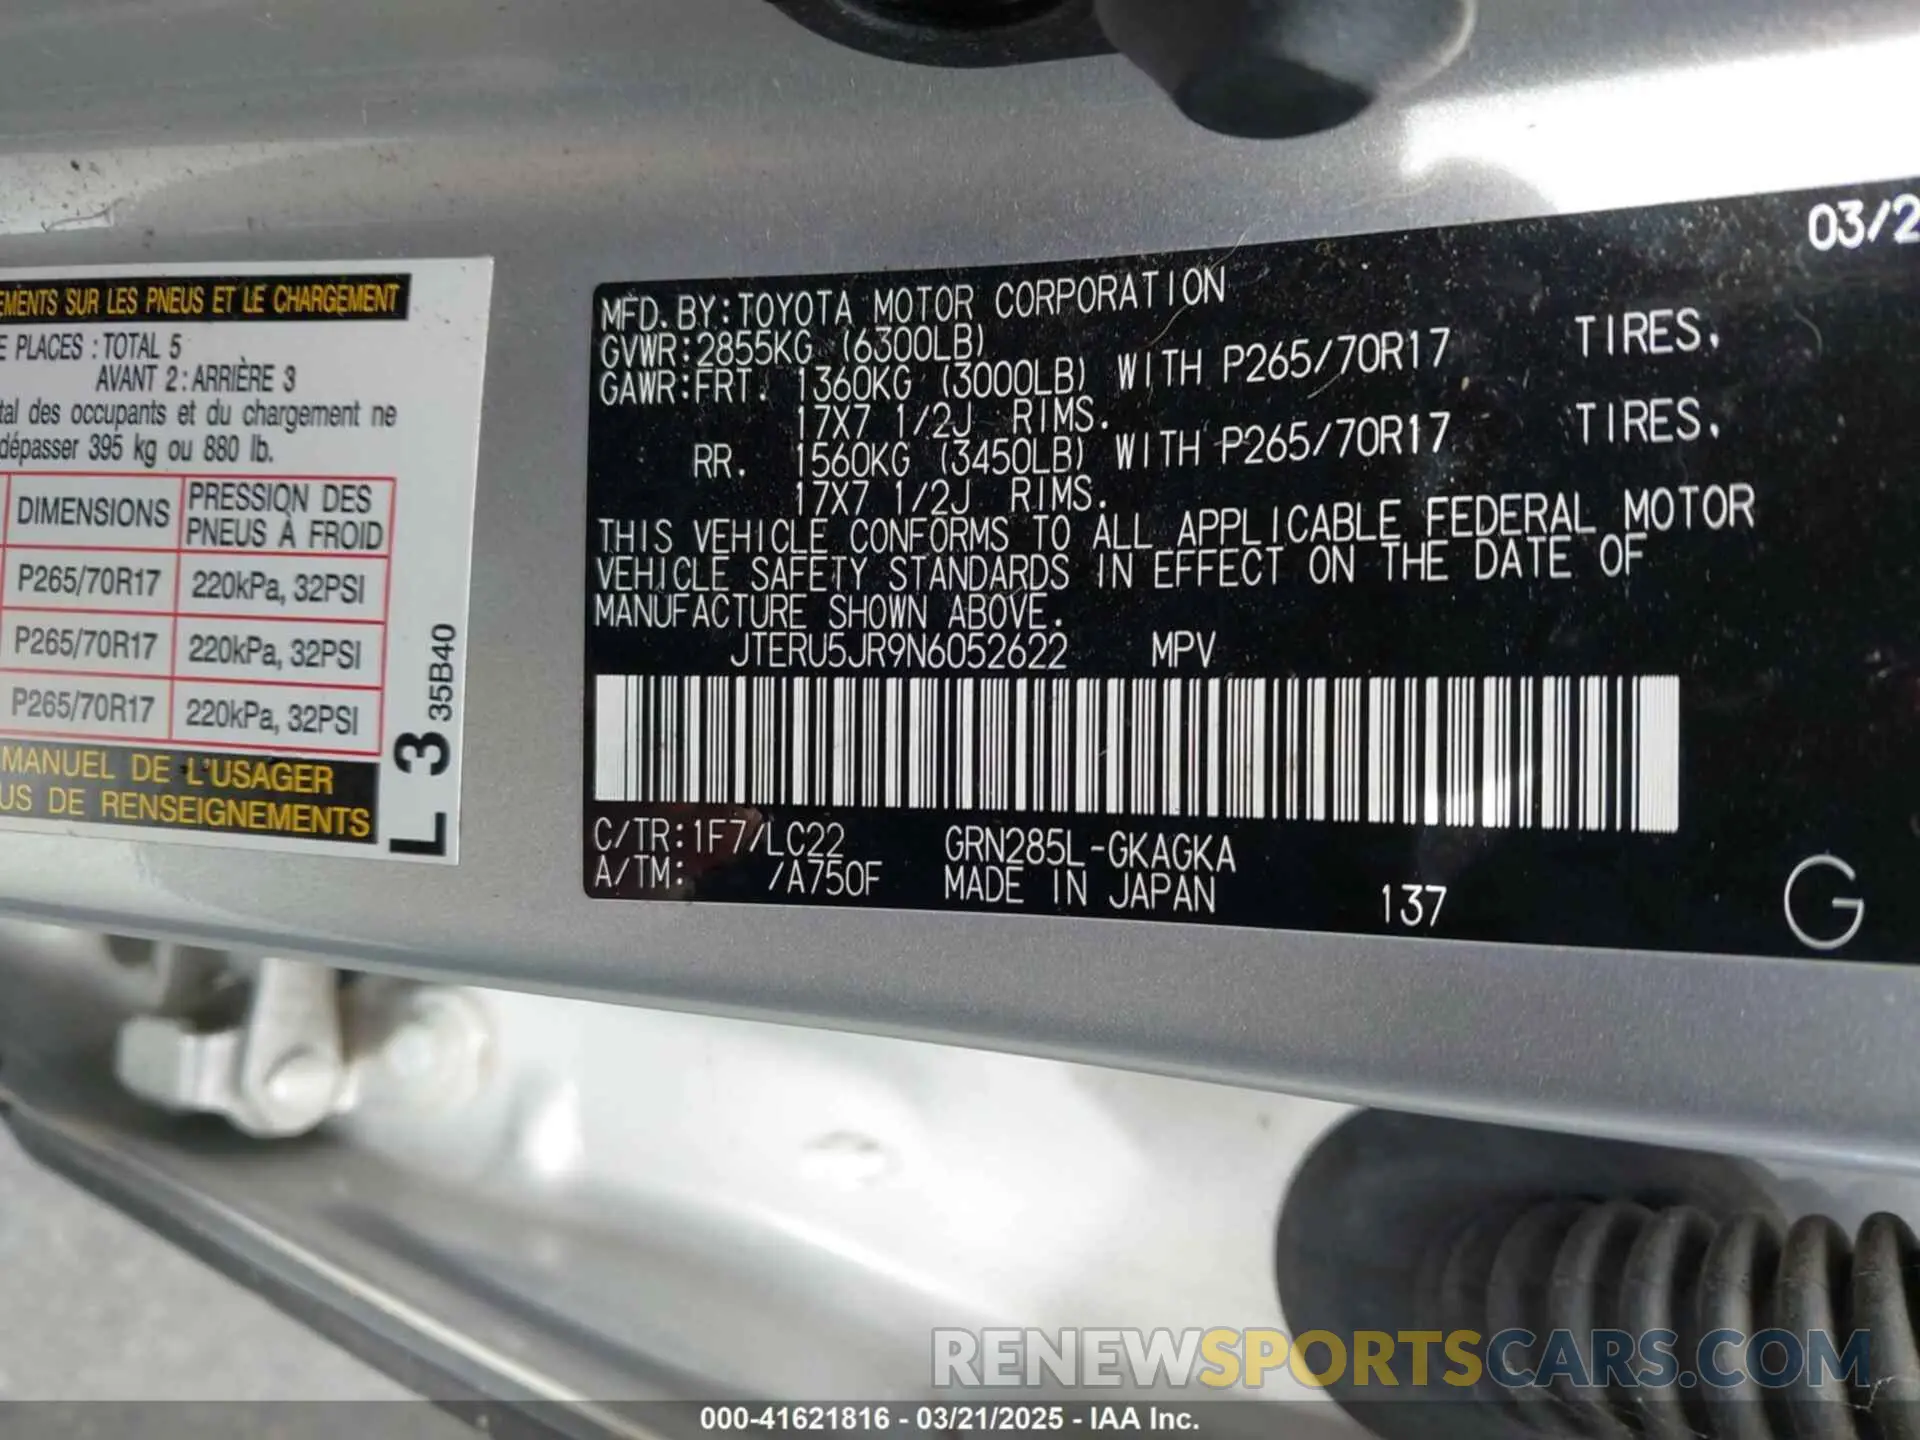 EMENTS SUR LES PNEUS ET LE CHARGEMENT
E PLACES : TOTAL 5
AVANT 2 : ARRIÈRE 3
tal des occupants et du chargement ne
dépasser 395 kg ou 880 lb.
DIMENSIONS PRESSION DES PNEUS À FROID
P265/70R17 220kPa, 32PSI
P265/70R17 220kPa, 32PSI
P265/70R17 220kPa, 32PSI
MANUEL DE L'USAGER
US DE RENSEIGNEMENTS
L 3 35B40
03/2
MFD. BY: TOYOTA MOTOR CORPORATION
GVWR: 2855KG (6300LB)
GAWR: FRT. 1360KG (3000LB) WITH P265/70R17 TIRES,
17X7 1/2J RIMS.
RR. 1560KG (3450LB) WITH P265/70R17 TIRES,
17X7 1/2J RIMS.
THIS VEHICLE CONFORMS TO ALL APPLICABLE FEDERAL MOTOR
VEHICLE SAFETY STANDARDS IN EFFECT ON THE DATE OF
MANUFACTURE SHOWN ABOVE.
JTERU5JR9N6052622 MPV
C/TR: 1F7/LC22 GRN285L-GKAGKA
A/TM: /A750F MADE IN JAPAN 137 G
RENEWSPORTSCARS.COM
000-41621816 - 03/21/2025 - IAA Inc.